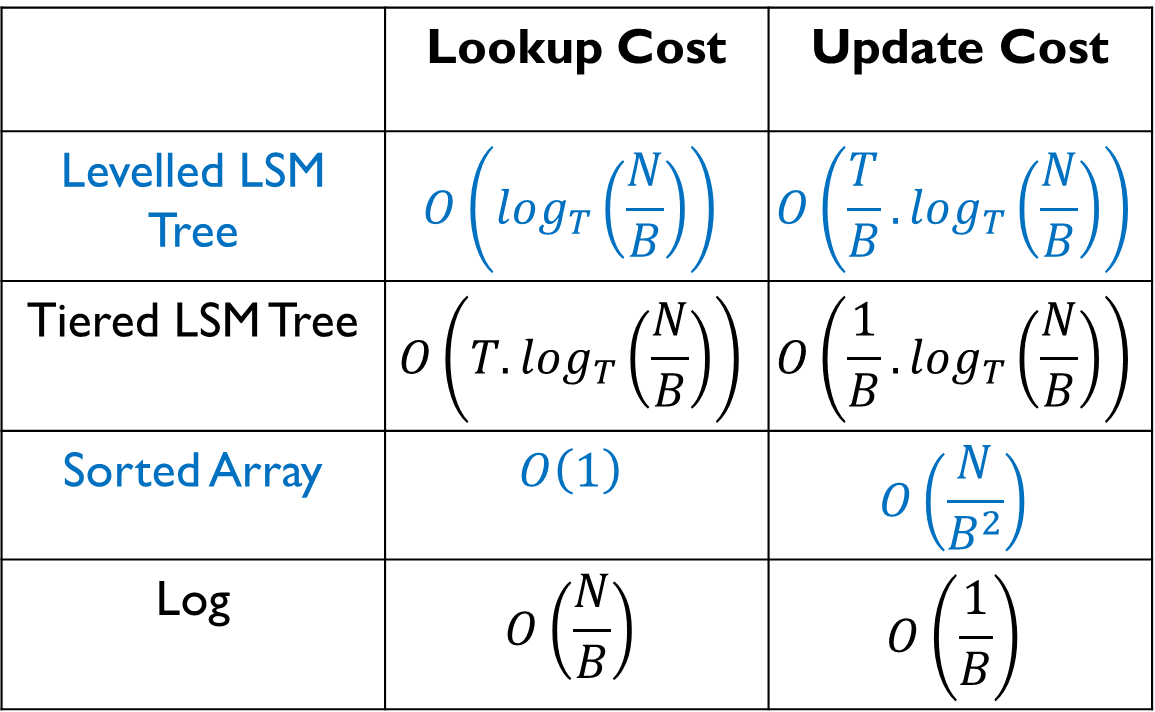 Lookup Cost Update Cost
Levelled LSM Tree O(log_T(N/B)) O(T/B . log_T(N/B))
Tiered LSM Tree O(T. log_T(N/B)) O(1/B . log_T(N/B))
Sorted Array O(1) O(N/B²)
Log O(N/B) O(1/B)